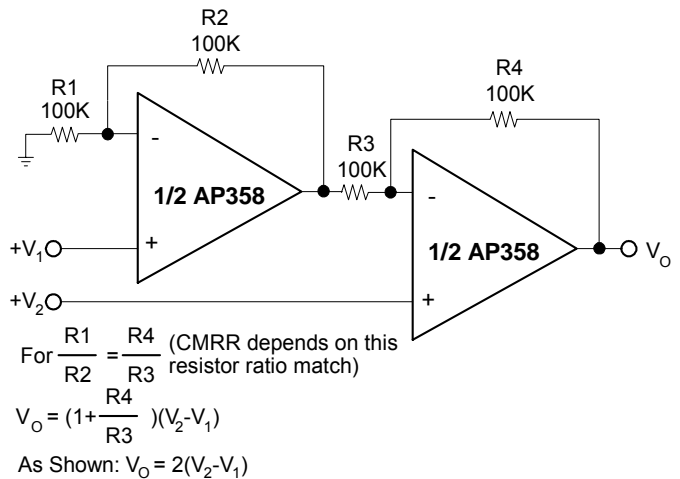 R2
100K
R1
100K
-
1/2 AP358
+
+V1
+V2
R3
100K
R4
100K
-
1/2 AP358
+
VO
For R1/R2 = R4/R3 (CMRR depends on this
resistor ratio match)
VO = (1+ R4/R3 )(V2-V1)
As Shown: VO = 2(V2-V1)